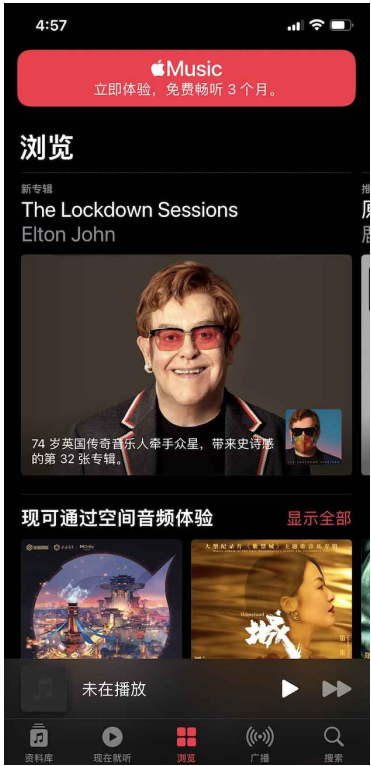 4:57
Music
立即体验，免费畅听 3 个月。
浏览
新专辑
The Lockdown Sessions
Elton John
74 岁英国传奇音乐人牵手众星，带来史诗感
的第 32 张专辑。
现可通过空间音频体验
显示全部
未在播放
资料库
现在就听
浏览
广播
搜索